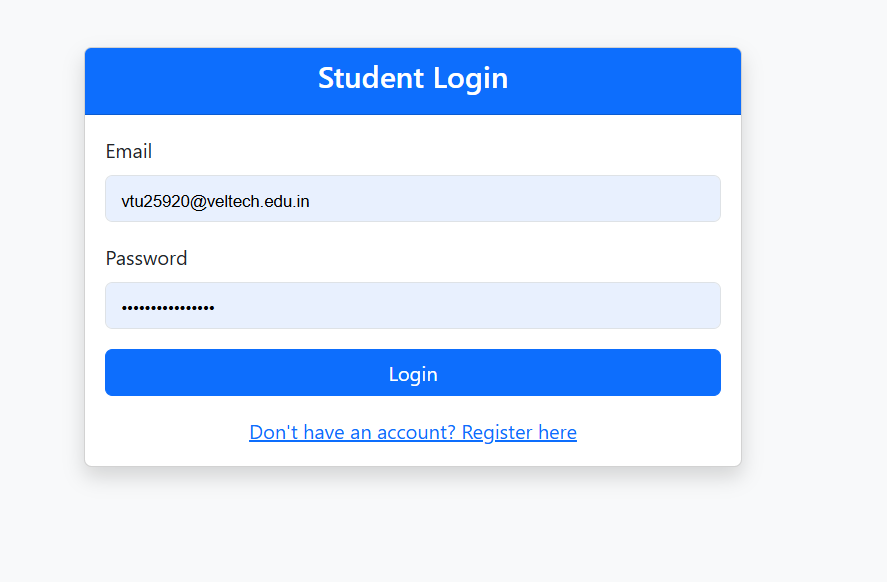 Student Login
Email
vtu25920@veltech.edu.in
Password
••••••••••••••••
Login
Don't have an account? Register here